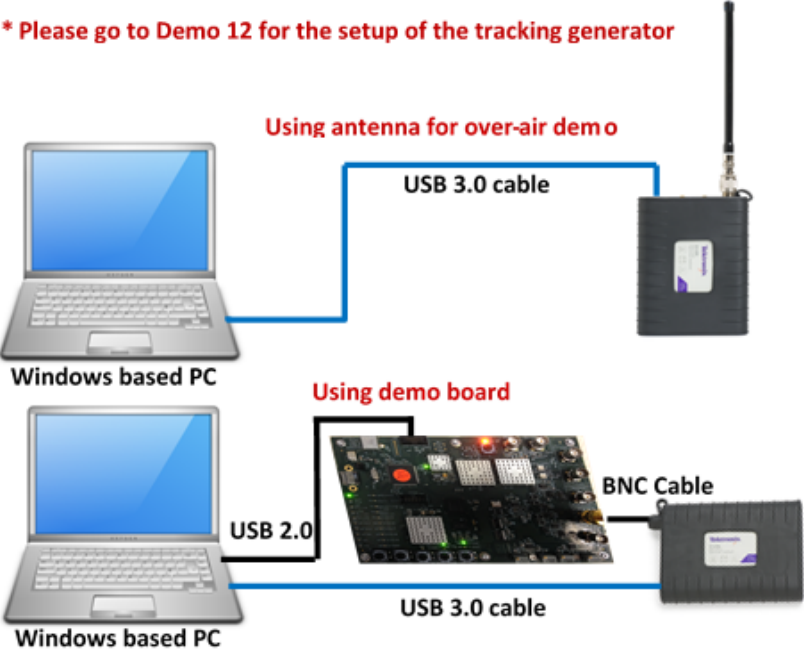 * Please go to Demo 12 for the setup of the tracking generator
Using antenna for over-air demo
USB 3.0 cable
Tektronix
Windows based PC
Using demo board
BNC Cable
USB 2.0
Tektronix
USB 3.0 cable
Windows based PC